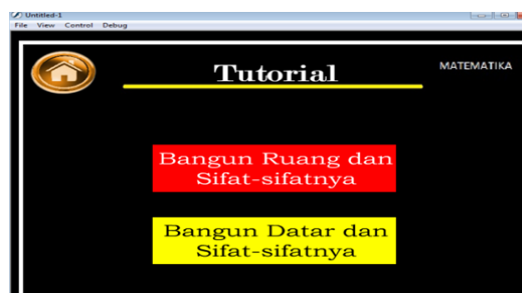 Untitled-1
File View Control Debug
Tutorial
MATEMATIKA
Bangun Ruang dan
Sifat-sifatnya
Bangun Datar dan
Sifat-sifatnya